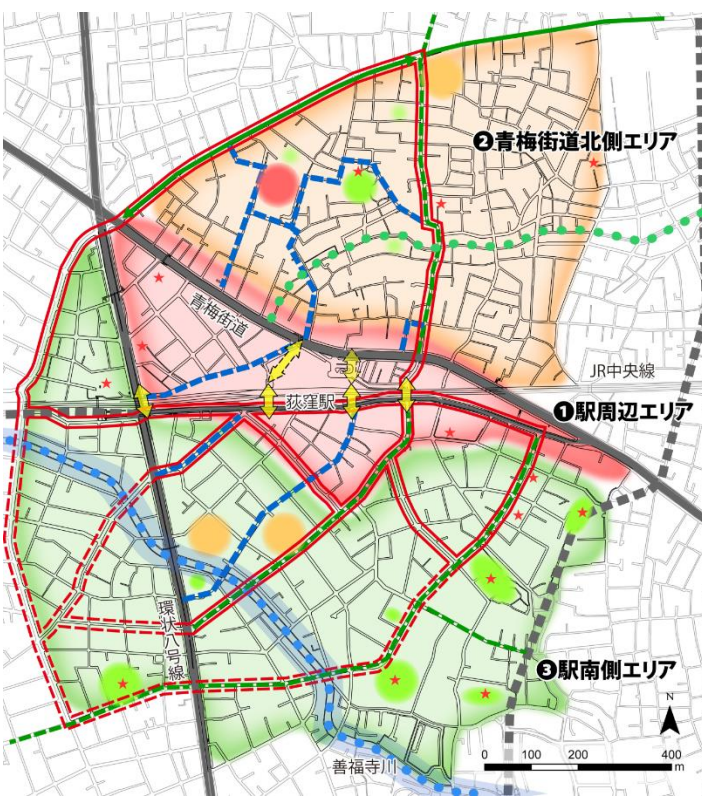 ❷青梅街道北側エリア
青梅街道
JR中央線
荻窪駅
❶駅周辺エリア
環状八号線
❸駅南側エリア
N
0 100 200 400
m
善福寺川